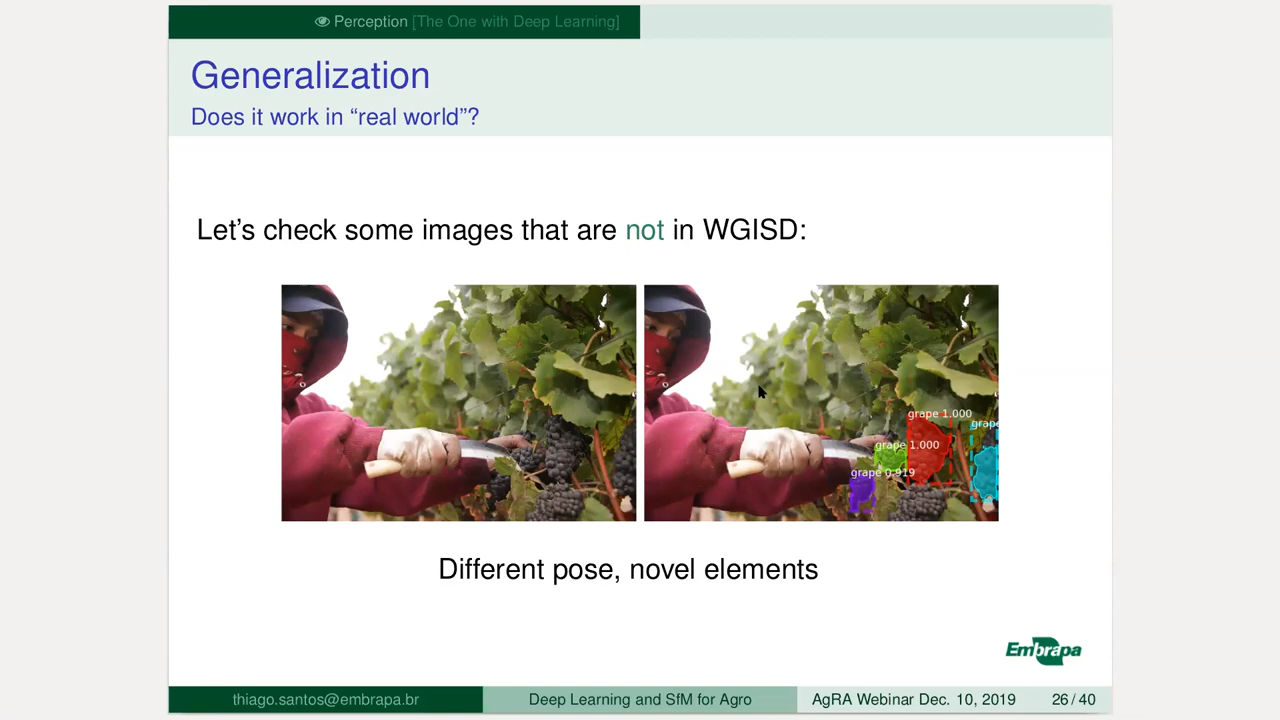 Perception [The One with Deep Learning]
Generalization
Does it work in “real world”?
Let’s check some images that are not in WGISD:
grape 1.000
grape
grape 1.000
grape 0.919
Different pose, novel elements
Embrapa
thiago.santos@embrapa.br Deep Learning and SfM for Agro AgRA Webinar Dec. 10, 2019 26 / 40